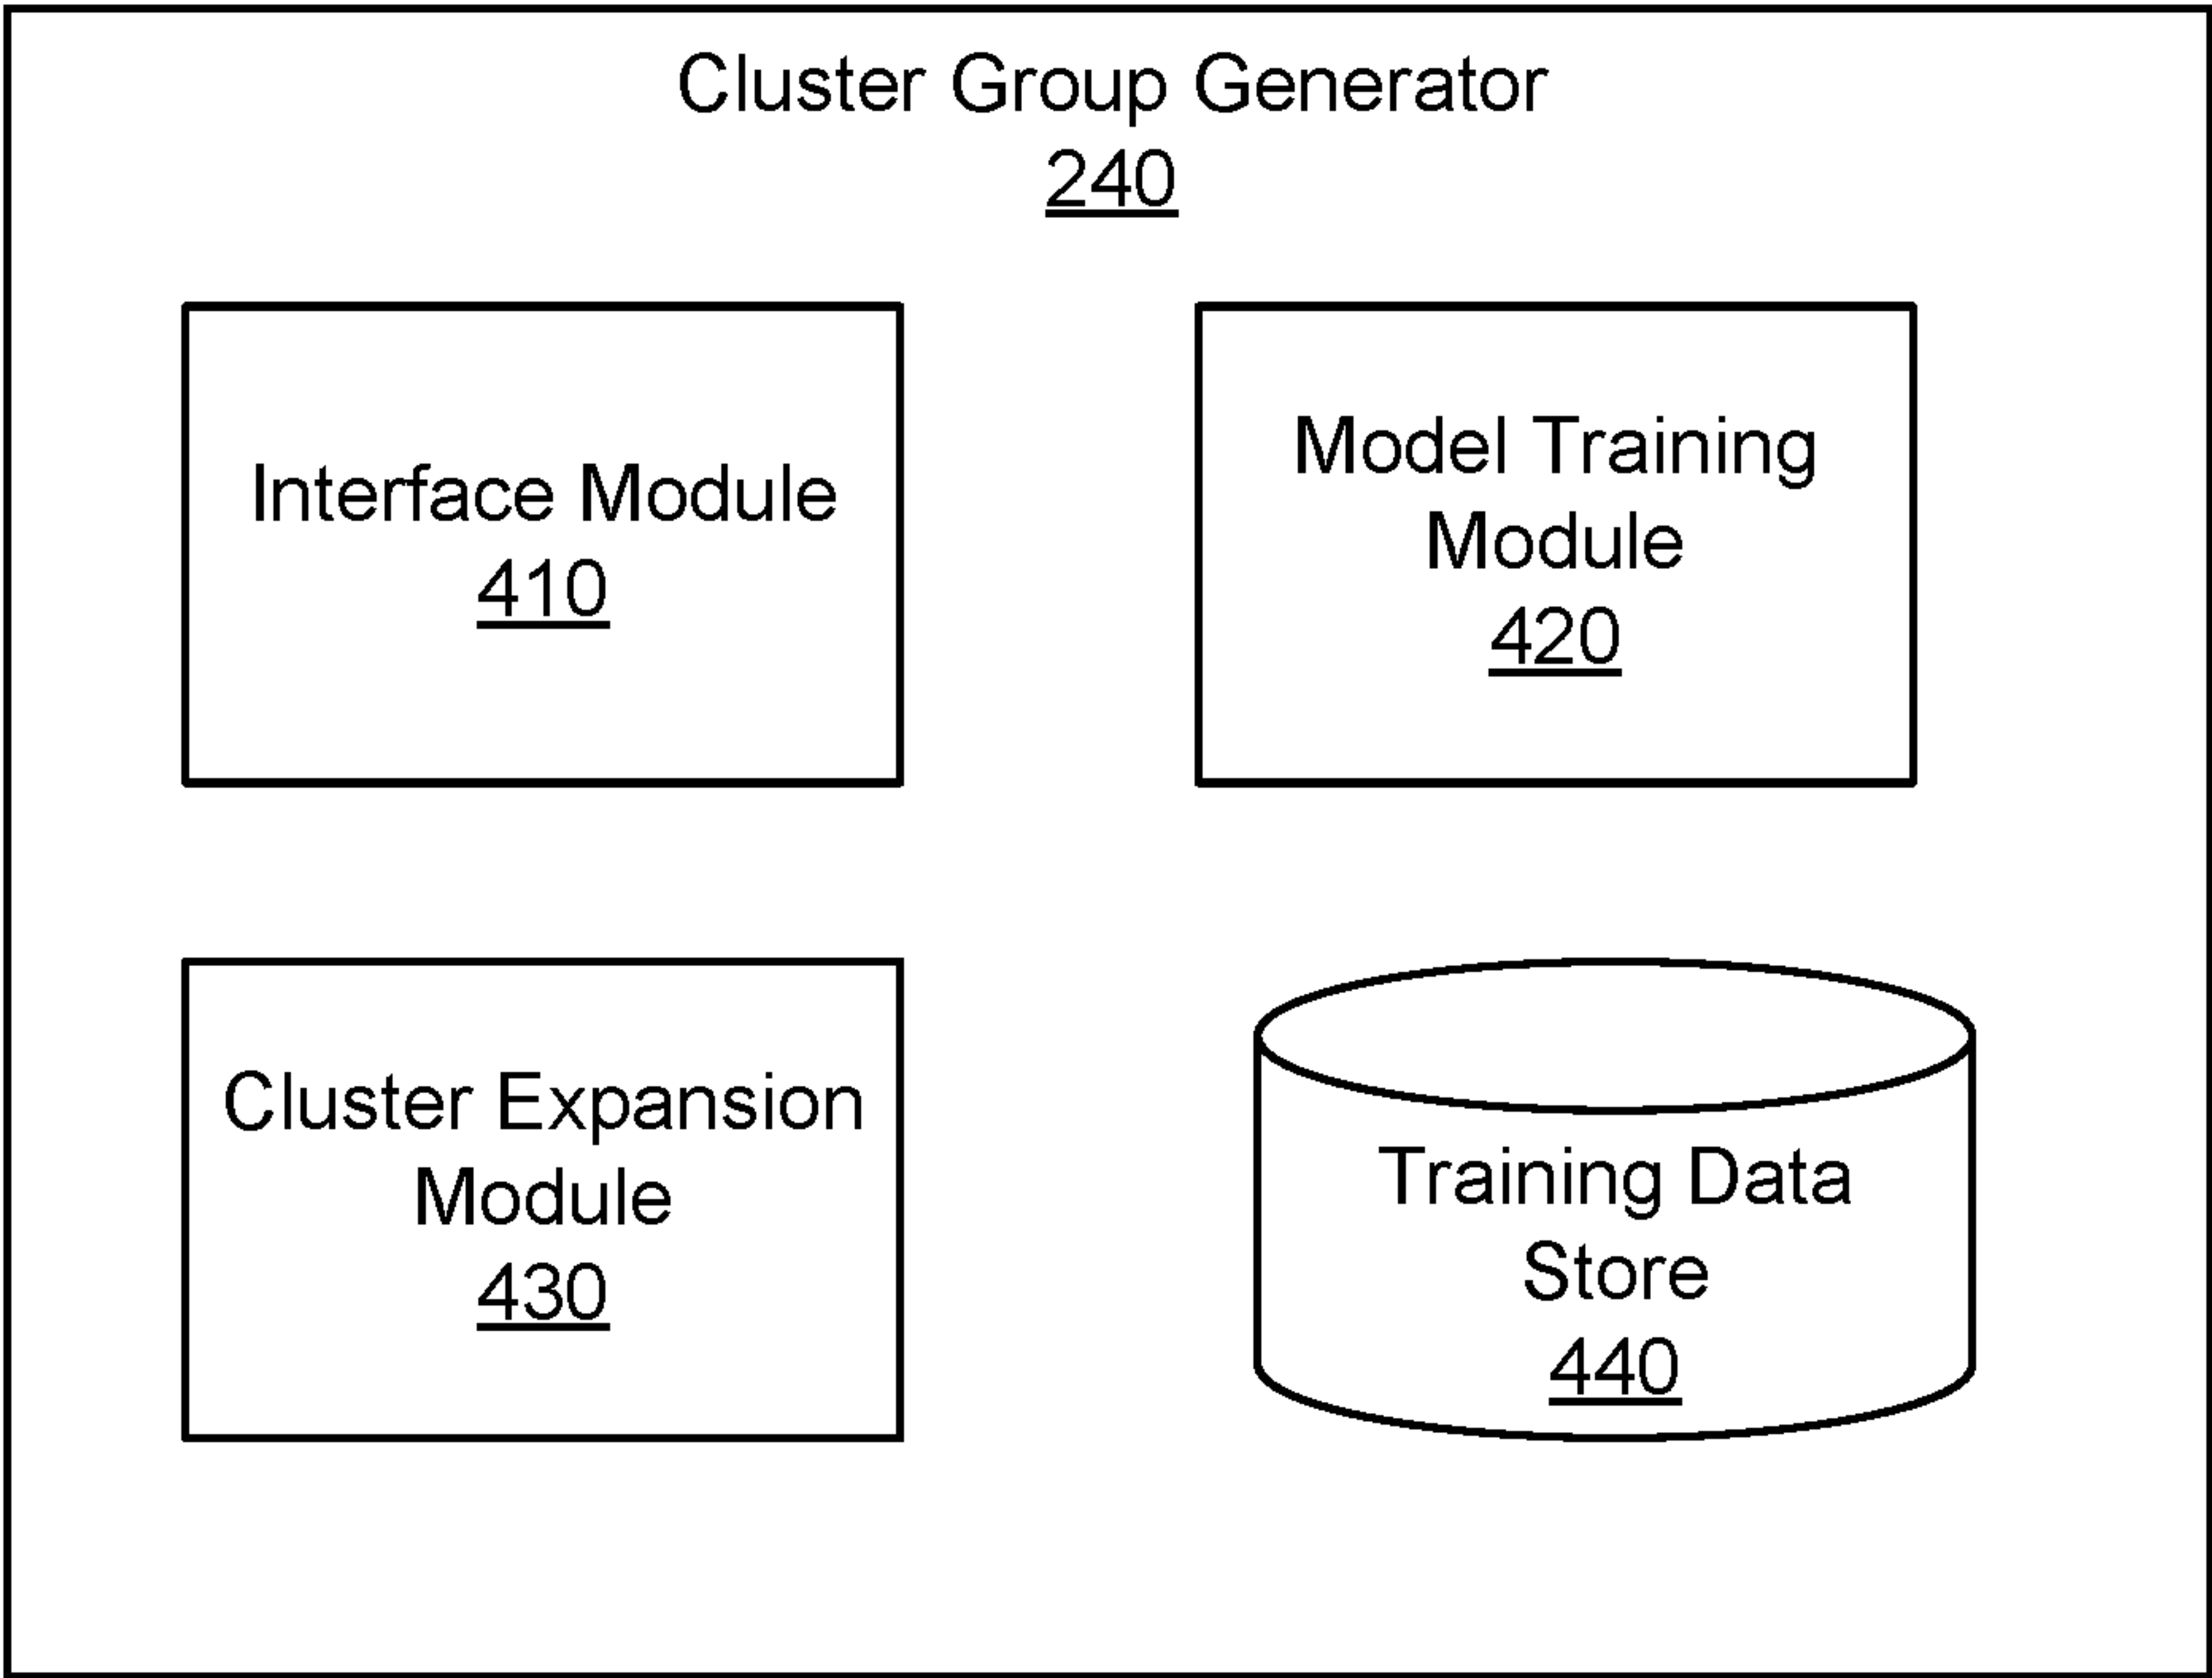 Cluster Group Generator
240
Interface Module
410
Model Training
Module
420
Cluster Expansion
Module
430
Training Data
Store
440